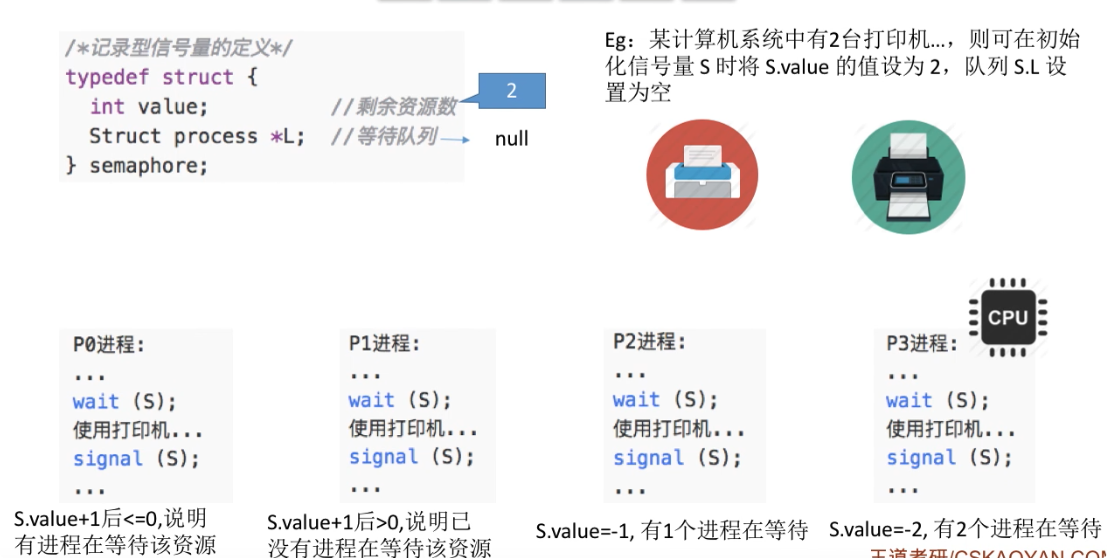 /*记录型信号量的定义*/
typedef struct {
int value; //剩余资源数
Struct process *L; //等待队列
} semaphore;
2
null
Eg：某计算机系统中有2台打印机...，则可在初始
化信号量 S 时将 S.value 的值设为 2，队列 S.L 设
置为空
CPU
P0进程:
...
wait (S);
使用打印机...
signal (S);
...
S.value+1后<=0,说明
有进程在等待该资源
P1进程:
...
wait (S);
使用打印机...
signal (S);
...
S.value+1后>0,说明已
没有进程在等待该资源
P2进程:
...
wait (S);
使用打印机...
signal (S);
...
S.value=-1, 有1个进程在等待
P3进程:
...
wait (S);
使用打印机...
signal (S);
...
S.value=-2, 有2个进程在等待
王道考研/CSKAOYAN.COM